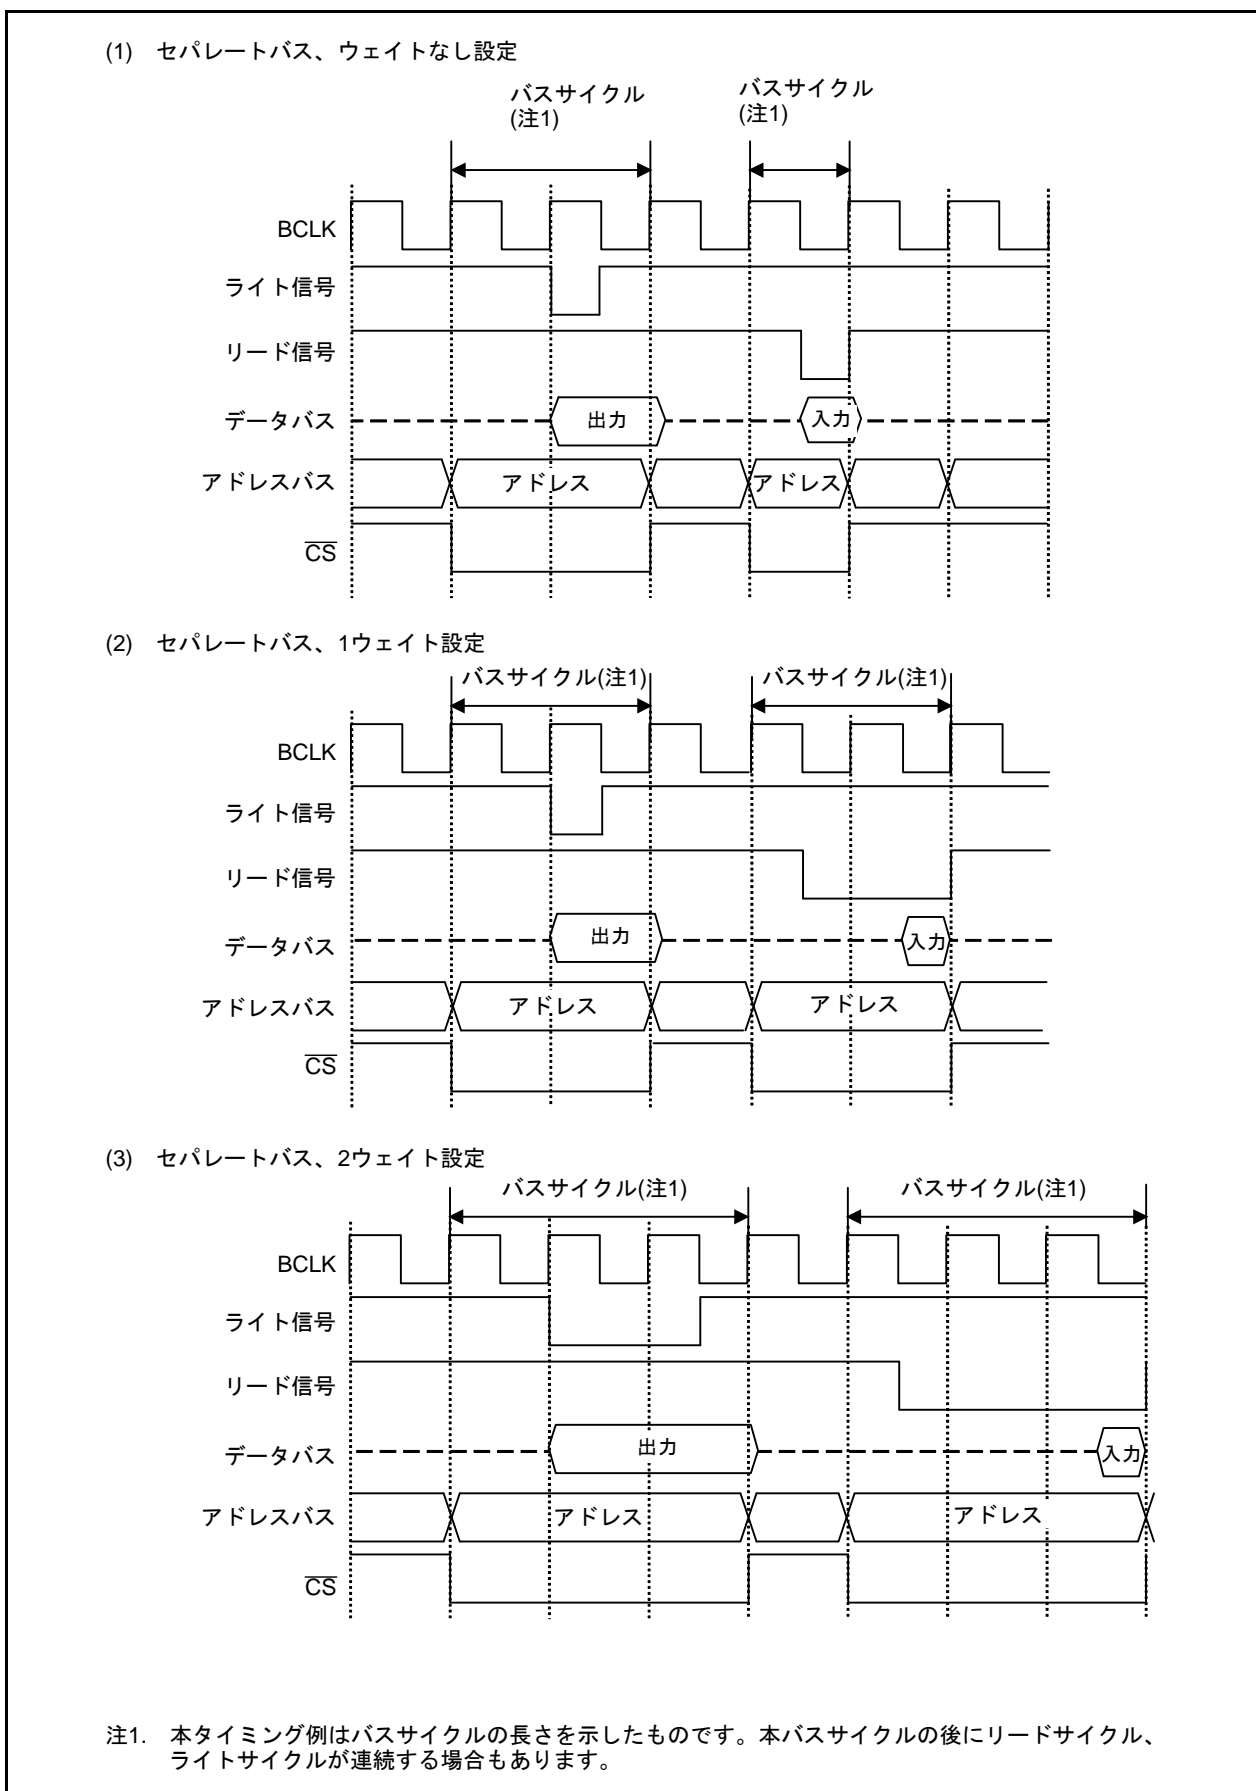 (1) セパレートバス、ウェイトなし設定
バスサイクル
(注1)
バスサイクル
(注1)
BCLK
ライト信号
リード信号
データバス
出力
入力
アドレスバス
アドレス
アドレス
CS
(2) セパレートバス、1ウェイト設定
バスサイクル(注1)
バスサイクル(注1)
BCLK
ライト信号
リード信号
データバス
出力
入力
アドレスバス
アドレス
アドレス
CS
(3) セパレートバス、2ウェイト設定
バスサイクル(注1)
バスサイクル(注1)
BCLK
ライト信号
リード信号
データバス
出力
入力
アドレスバス
アドレス
アドレス
CS
注1. 本タイミング例はバスサイクルの長さを示したものです。本バスサイクルの後にリードサイクル、
ライトサイクルが連続する場合もあります。